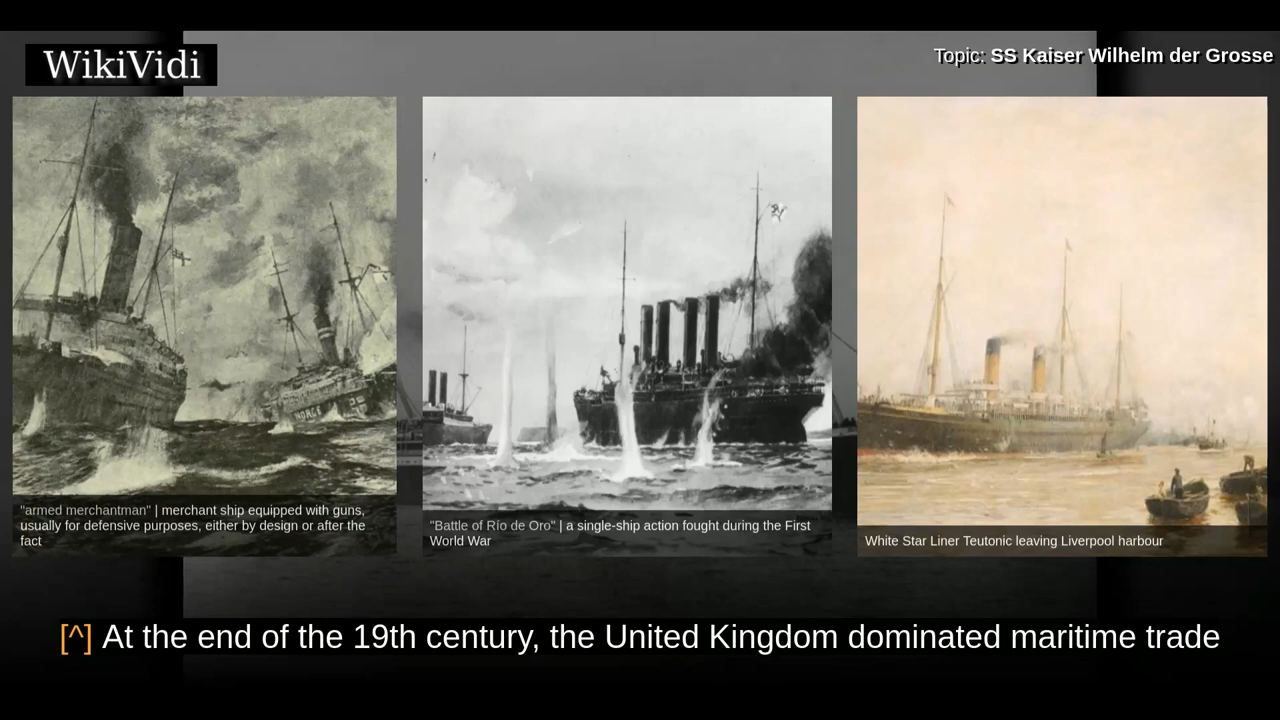 WikiVidi
Topic: SS Kaiser Wilhelm der Grosse
NORGE
"armed merchantman" | merchant ship equipped with guns,
usually for defensive purposes, either by design or after the
fact
"Battle of Río de Oro" | a single-ship action fought during the First
World War
White Star Liner Teutonic leaving Liverpool harbour
[^] At the end of the 19th century, the United Kingdom dominated maritime trade